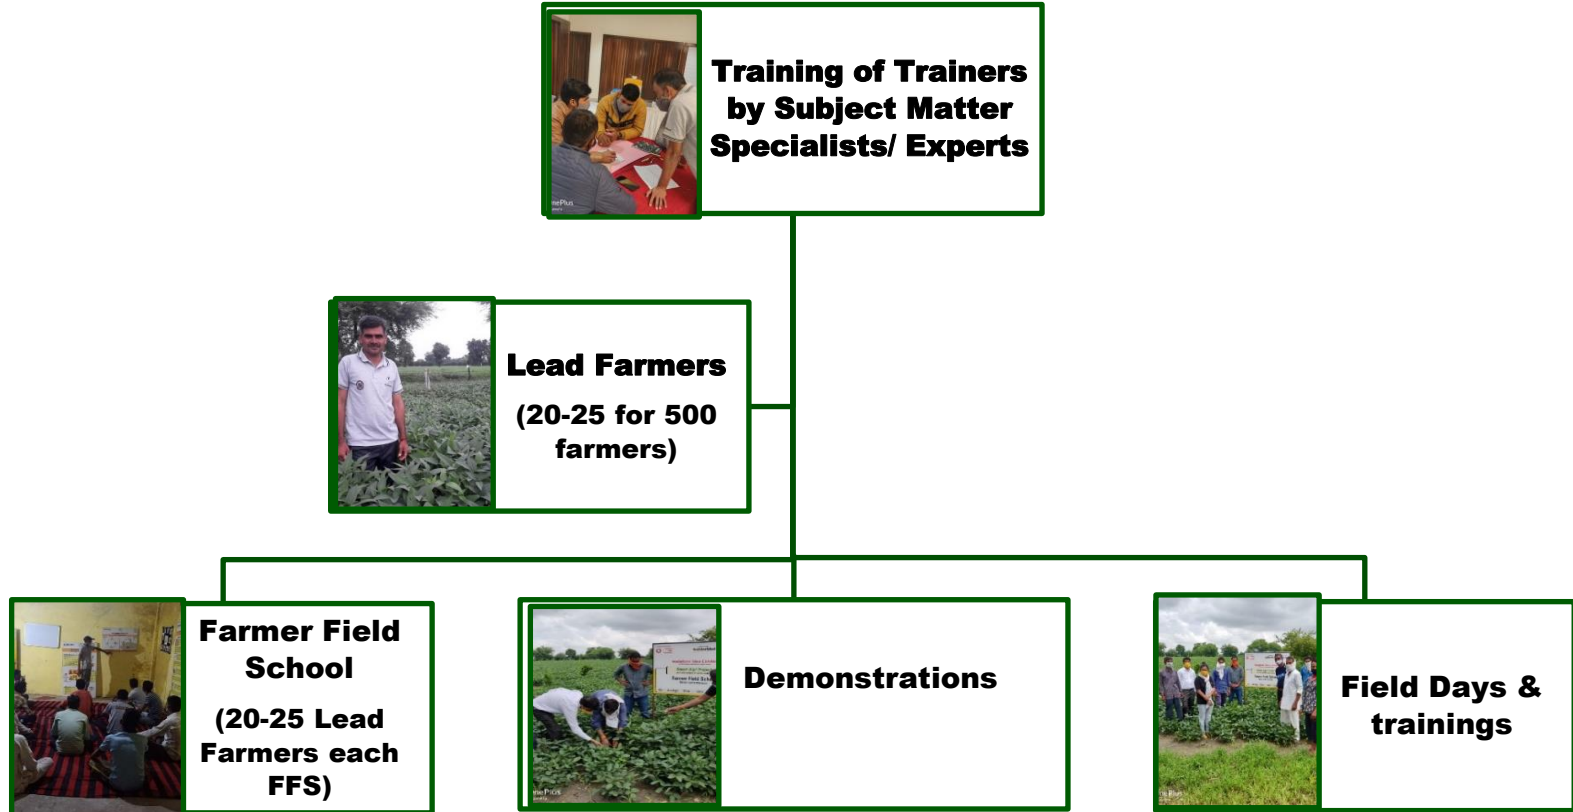 Training of Trainers
by Subject Matter
Specialists/ Experts
Lead Farmers
(20-25 for 500
farmers)
Farmer Field
School
(20-25 Lead
Farmers each
FFS)
Demonstrations
Field Days &
trainings